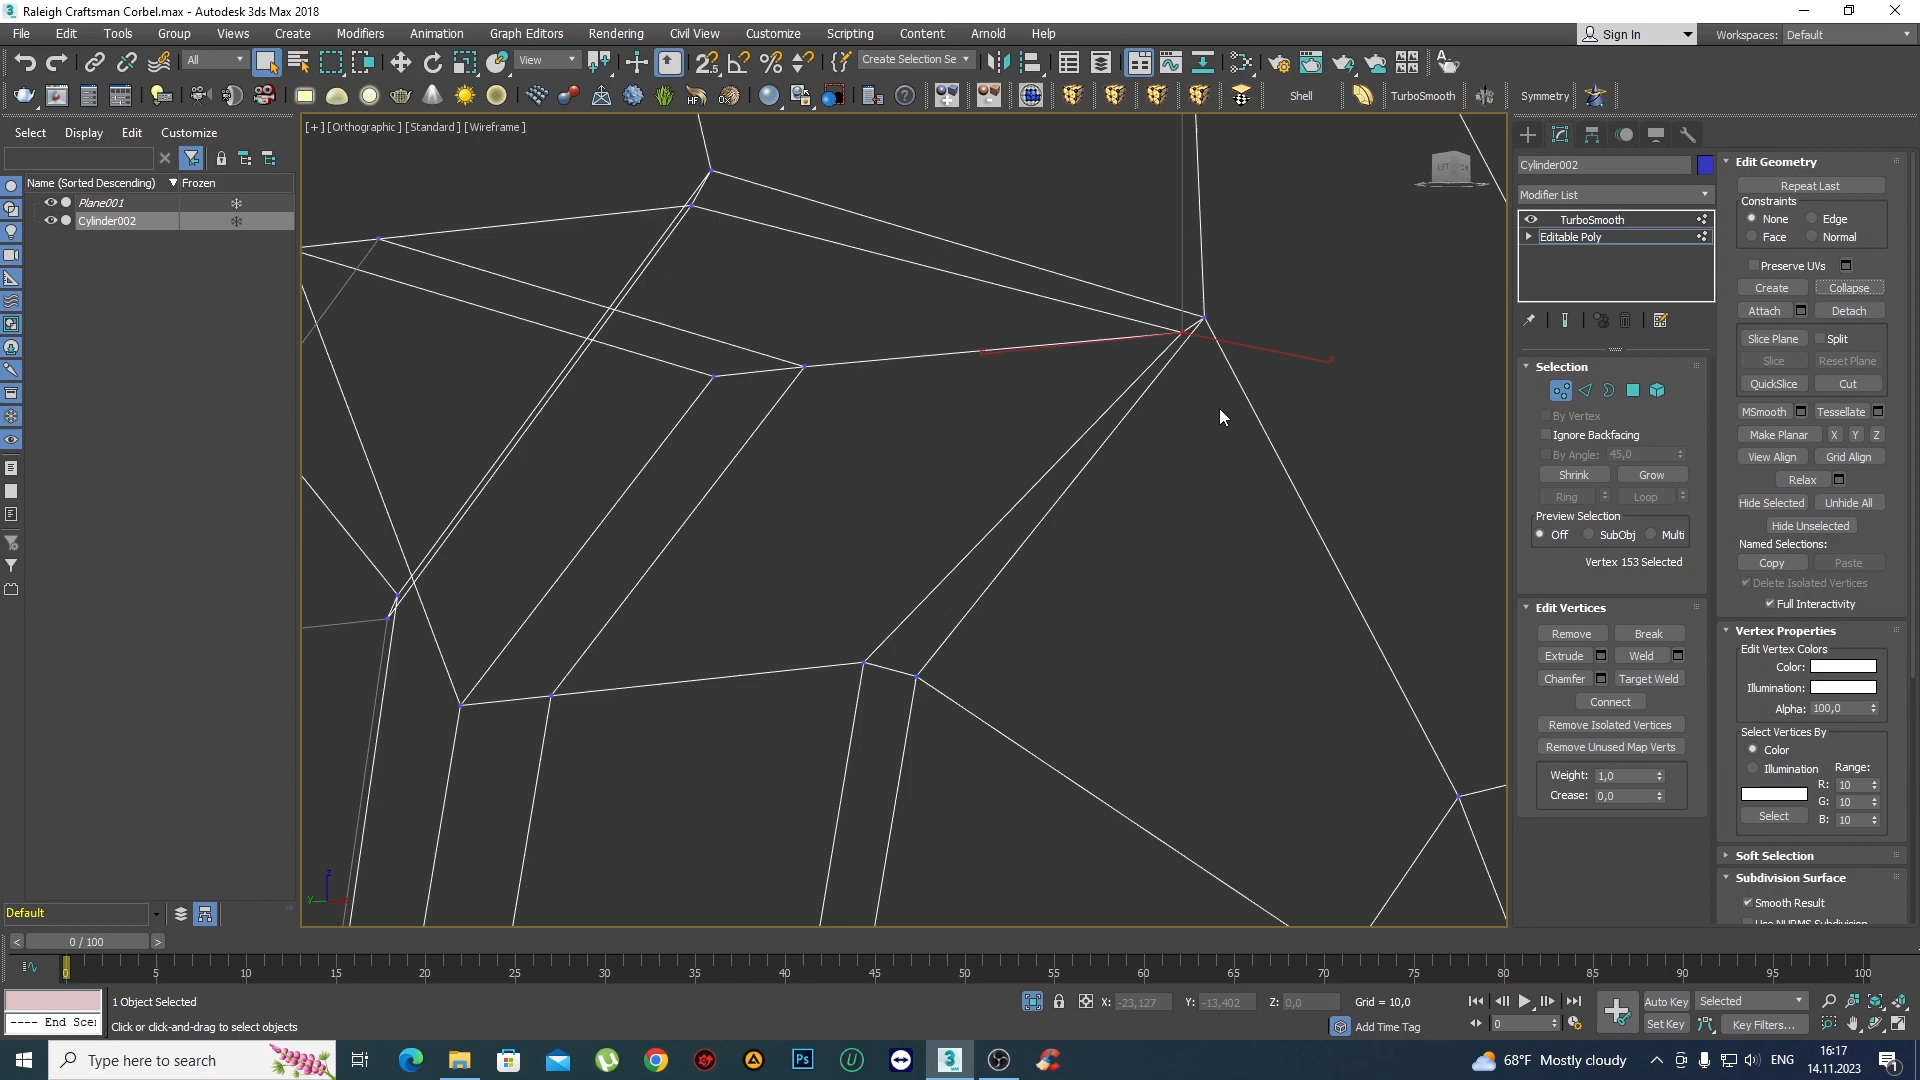 Raleigh Craftsman Corbel.max - Autodesk 3ds Max 2018
File Edit Tools Group Views Create Modifiers Animation Graph Editors Rendering Civil View Customize Scripting Content Arnold Help
Sign In Workspaces: Default
All View Create Selection Se
Shell TurboSmooth Symmetry
Select Display Edit Customize
Name (Sorted Descending) Frozen
Plane001
Cylinder002
[+] [Orthographic] [Standard] [Wireframe]
Cylinder002
Modifier List
TurboSmooth
Editable Poly
Selection
By Vertex
Ignore Backfacing
By Angle: 45,0
Shrink Grow
Ring Loop
Preview Selection
Off SubObj Multi
Vertex 153 Selected
Edit Vertices
Remove Break
Extrude Weld
Chamfer Target Weld
Connect
Remove Isolated Vertices
Remove Unused Map Verts
Weight: 1,0
Crease: 0,0
Edit Geometry
Repeat Last
Constraints
None Edge
Face Normal
Preserve UVs
Create Collapse
Attach Detach
Slice Plane Split
Slice Reset Plane
QuickSlice Cut
MSmooth Tessellate
Make Planar X Y Z
View Align Grid Align
Relax
Hide Selected Unhide All
Hide Unselected
Named Selections:
Copy Paste
Delete Isolated Vertices
Full Interactivity
Vertex Properties
Edit Vertex Colors
Color:
Illumination:
Alpha: 100,0
Select Vertices By
Color
Illumination Range:
R: 10
G: 10
Select B: 10
Soft Selection
Subdivision Surface
Smooth Result
Use NURMS Subdivision
Default
0 / 100
0 5 10 15 20 25 30 35 40 45 50 55 60 65 70 75 80 85 90 95 100
1 Object Selected
X: -23,127 Y: -13,402 Z: 0,0 Grid = 10,0
Auto Key Selected
---- End Sce
Click or click-and-drag to select objects
Add Time Tag
0
Set Key Key Filters...
Type here to search
68°F Mostly cloudy ENG
16:17
14.11.2023